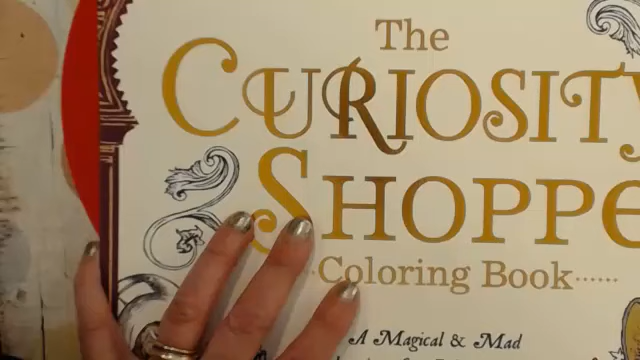 The
CURIOSITY
SHOPPE
Coloring Book
A Magical & Mad